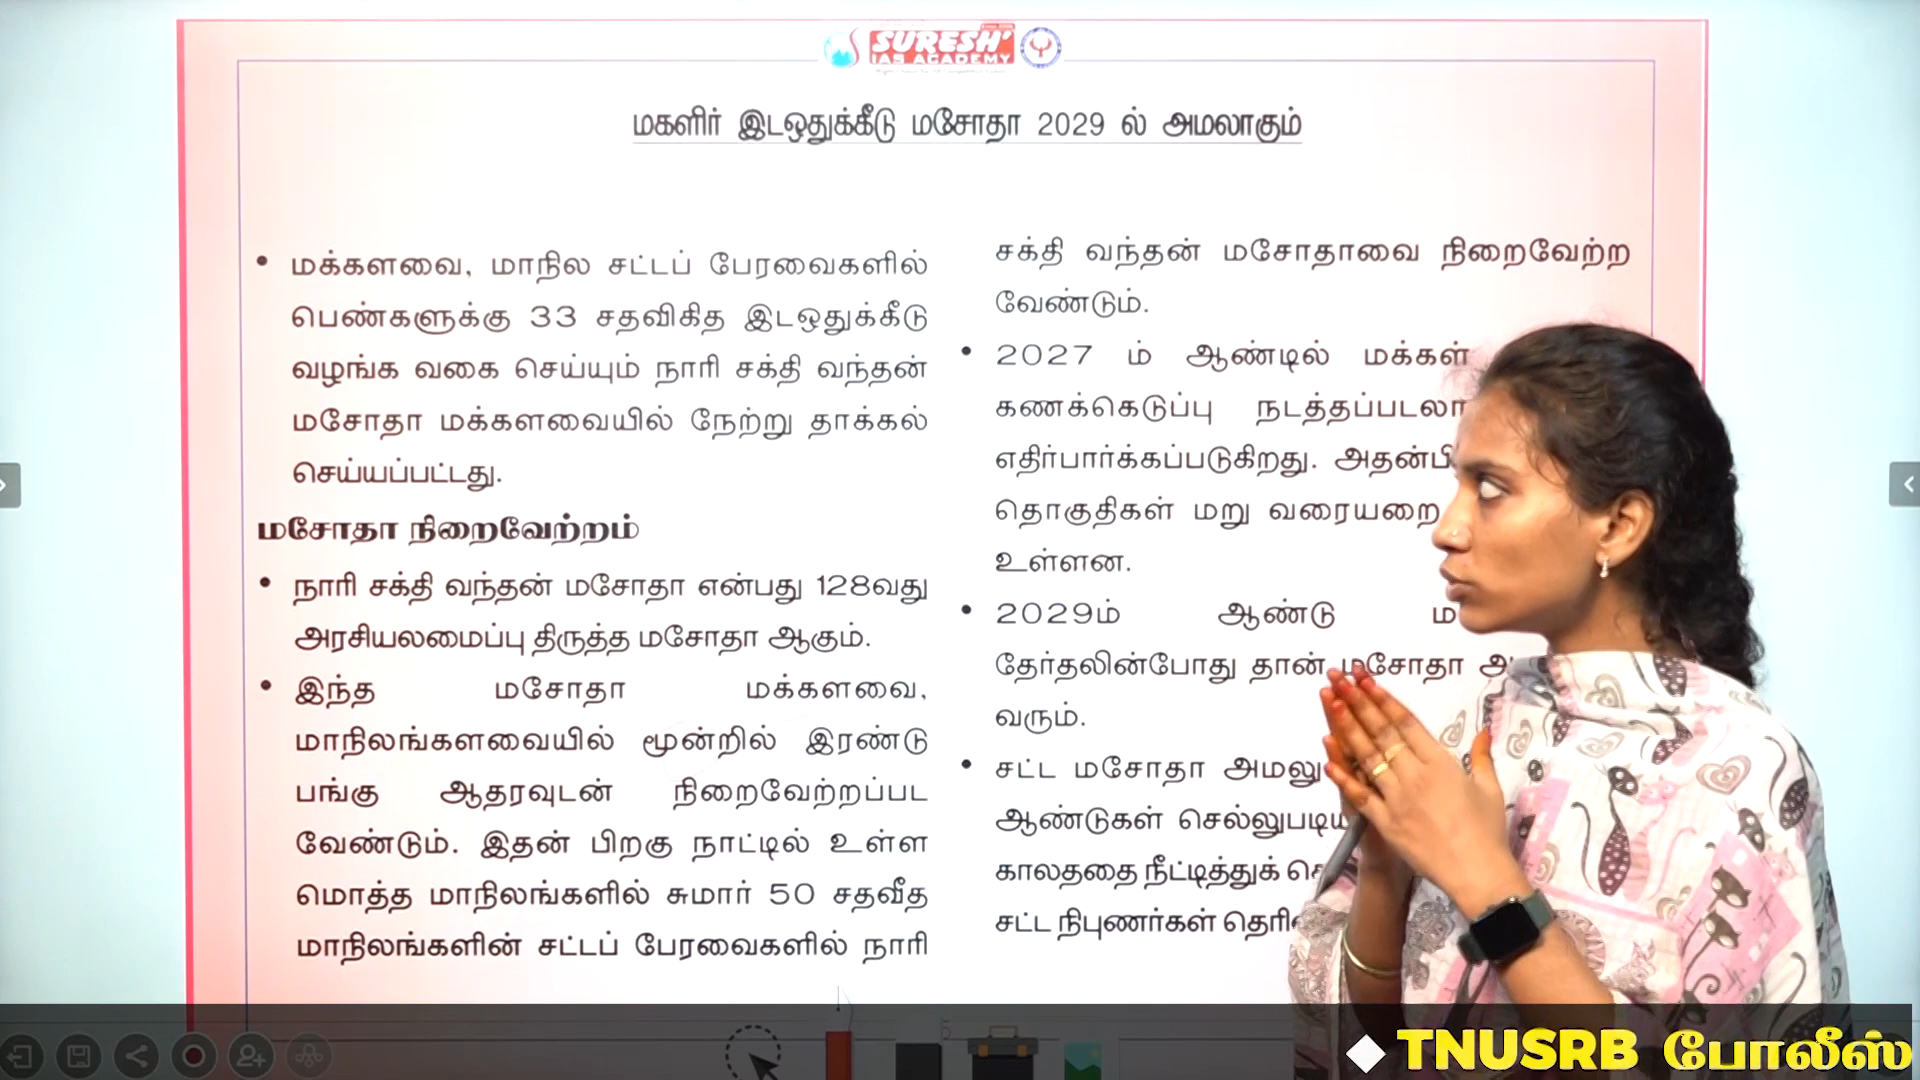 SURESH'
IAS ACADEMY
மகளிர் இடஒதுக்கீடு மசோதா 2029 ல் அமலாகும்
• மக்களவை, மாநில சட்டப் பேரவைகளில்
பெண்களுக்கு 33 சதவிகித இடஒதுக்கீடு
வழங்க வகை செய்யும் நாரி சக்தி வந்தன்
மசோதா மக்களவையில் நேற்று தாக்கல்
செய்யப்பட்டது.
மசோதா நிறைவேற்றம்
• நாரி சக்தி வந்தன் மசோதா என்பது 128வது
அரசியலமைப்பு திருத்த மசோதா ஆகும்.
• இந்த மசோதா மக்களவை,
மாநிலங்களவையில் மூன்றில் இரண்டு
பங்கு ஆதரவுடன் நிறைவேற்றப்பட
வேண்டும். இதன் பிறகு நாட்டில் உள்ள
மொத்த மாநிலங்களில் சுமார் 50 சதவீத
மாநிலங்களின் சட்டப் பேரவைகளில் நாரி
சக்தி வந்தன் மசோதாவை நிறைவேற்ற
வேண்டும்.
• 2027 ம் ஆண்டில் மக்கள்
கணக்கெடுப்பு
எதிர்பார்க்கப்படுகிறது.
தொகுதிகள் மறு வரையறை
உள்ளன.
• 2029ம் ஆண்டு
தேர்தலின்போது தான் மசோதா
வரும்.
• சட்ட மசோதா
ஆண்டுகள்
காலததை நீட்டித்துக்
சட்ட நிபுணர்கள்
◆ TNUSRB போலீஸ்